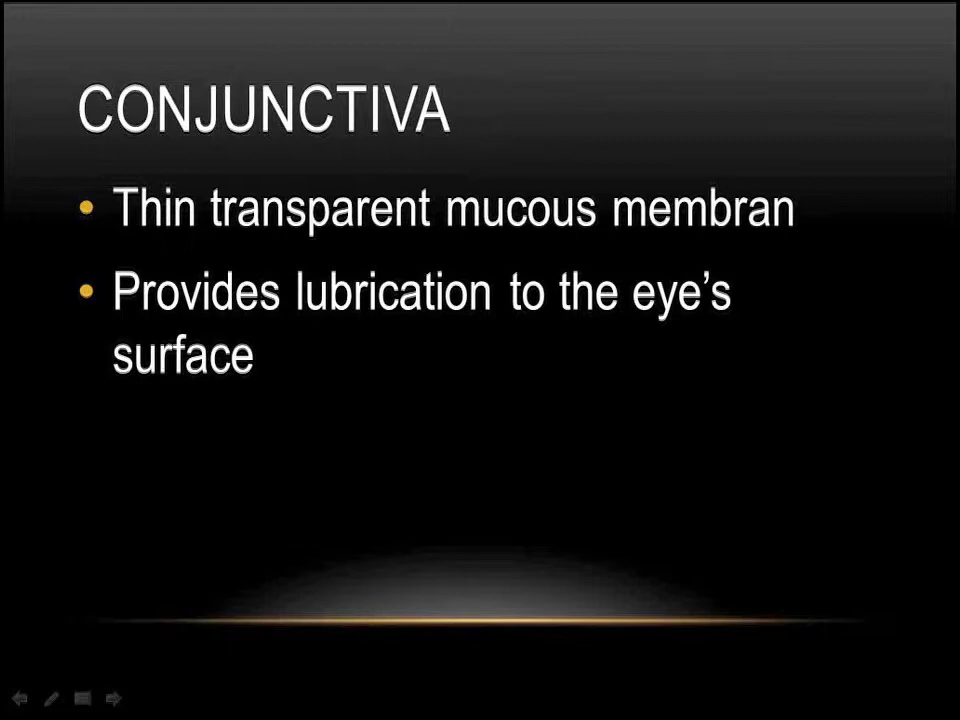 CONJUNCTIVA
• Thin transparent mucous membran
• Provides lubrication to the eye’s
surface